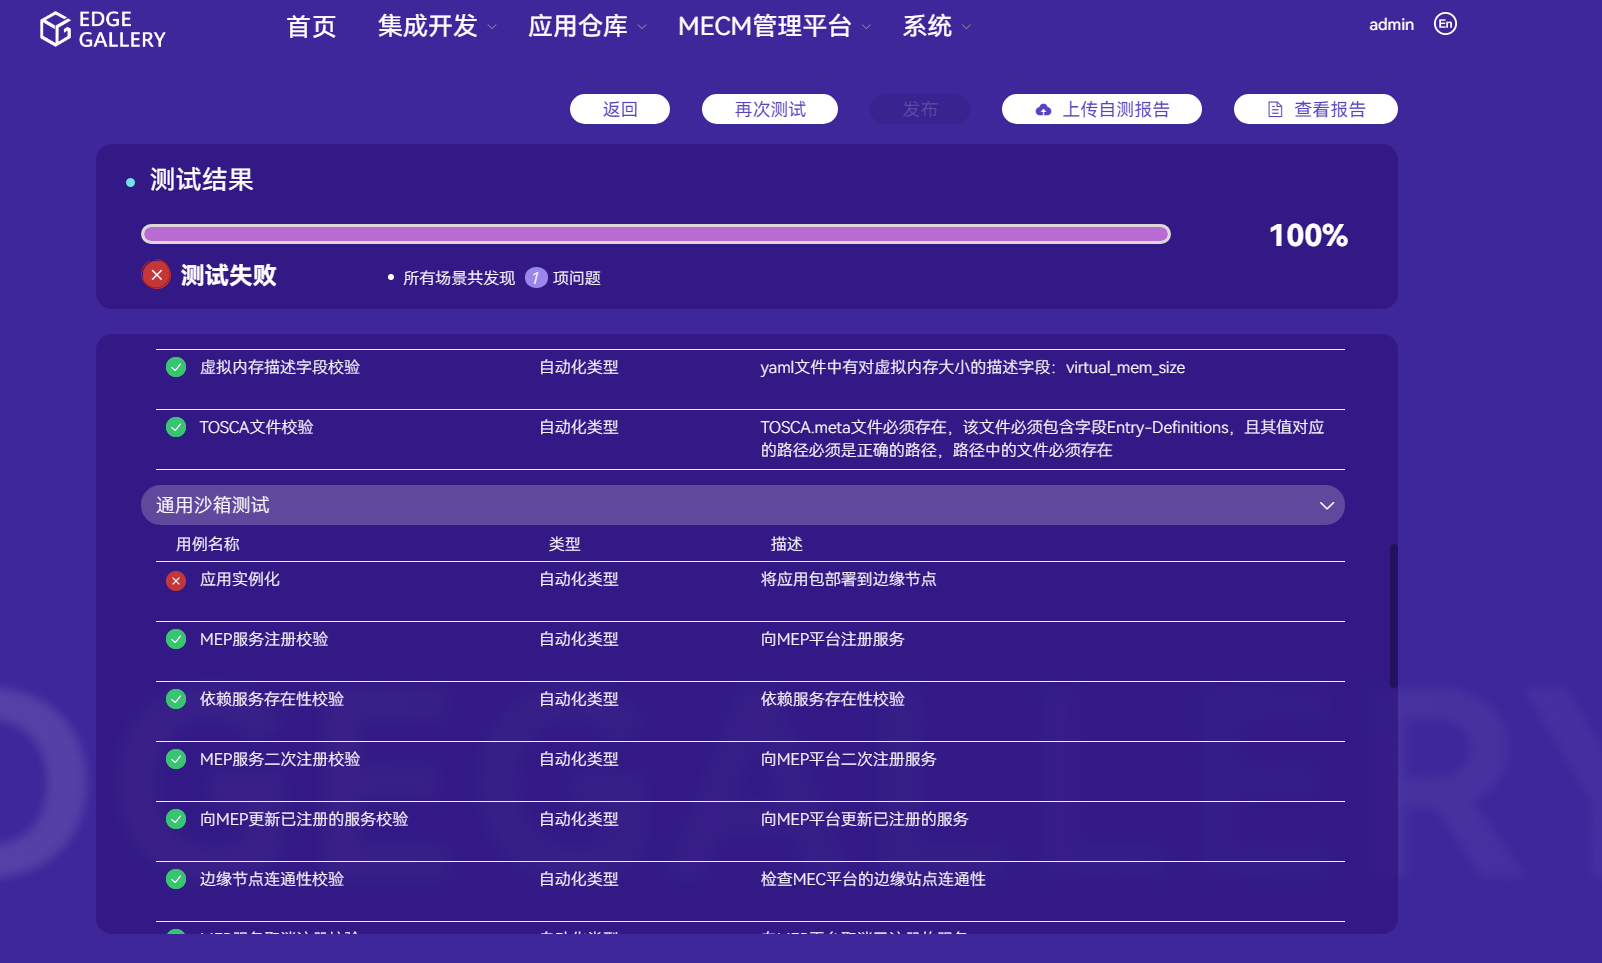 EDGE
GALLERY
首页
集成开发
应用仓库
MECM管理平台
系统
admin
En
返回
再次测试
发布
上传自测报告
查看报告
测试结果
100%
测试失败
所有场景共发现 1 项问题
虚拟内存描述字段校验
自动化类型
yaml文件中有对虚拟内存大小的描述字段：virtual_mem_size
TOSCA文件校验
自动化类型
TOSCA.meta文件必须存在，该文件必须包含字段Entry-Definitions，且其值对应
的路径必须是正确的路径，路径中的文件必须存在
通用沙箱测试
用例名称
类型
描述
应用实例化
自动化类型
将应用包部署到边缘节点
MEP服务注册校验
自动化类型
向MEP平台注册服务
依赖服务存在性校验
自动化类型
依赖服务存在性校验
MEP服务二次注册校验
自动化类型
向MEP平台二次注册服务
向MEP更新已注册的服务校验
自动化类型
向MEP平台更新已注册的服务
边缘节点连通性校验
自动化类型
检查MEC平台的边缘站点连通性